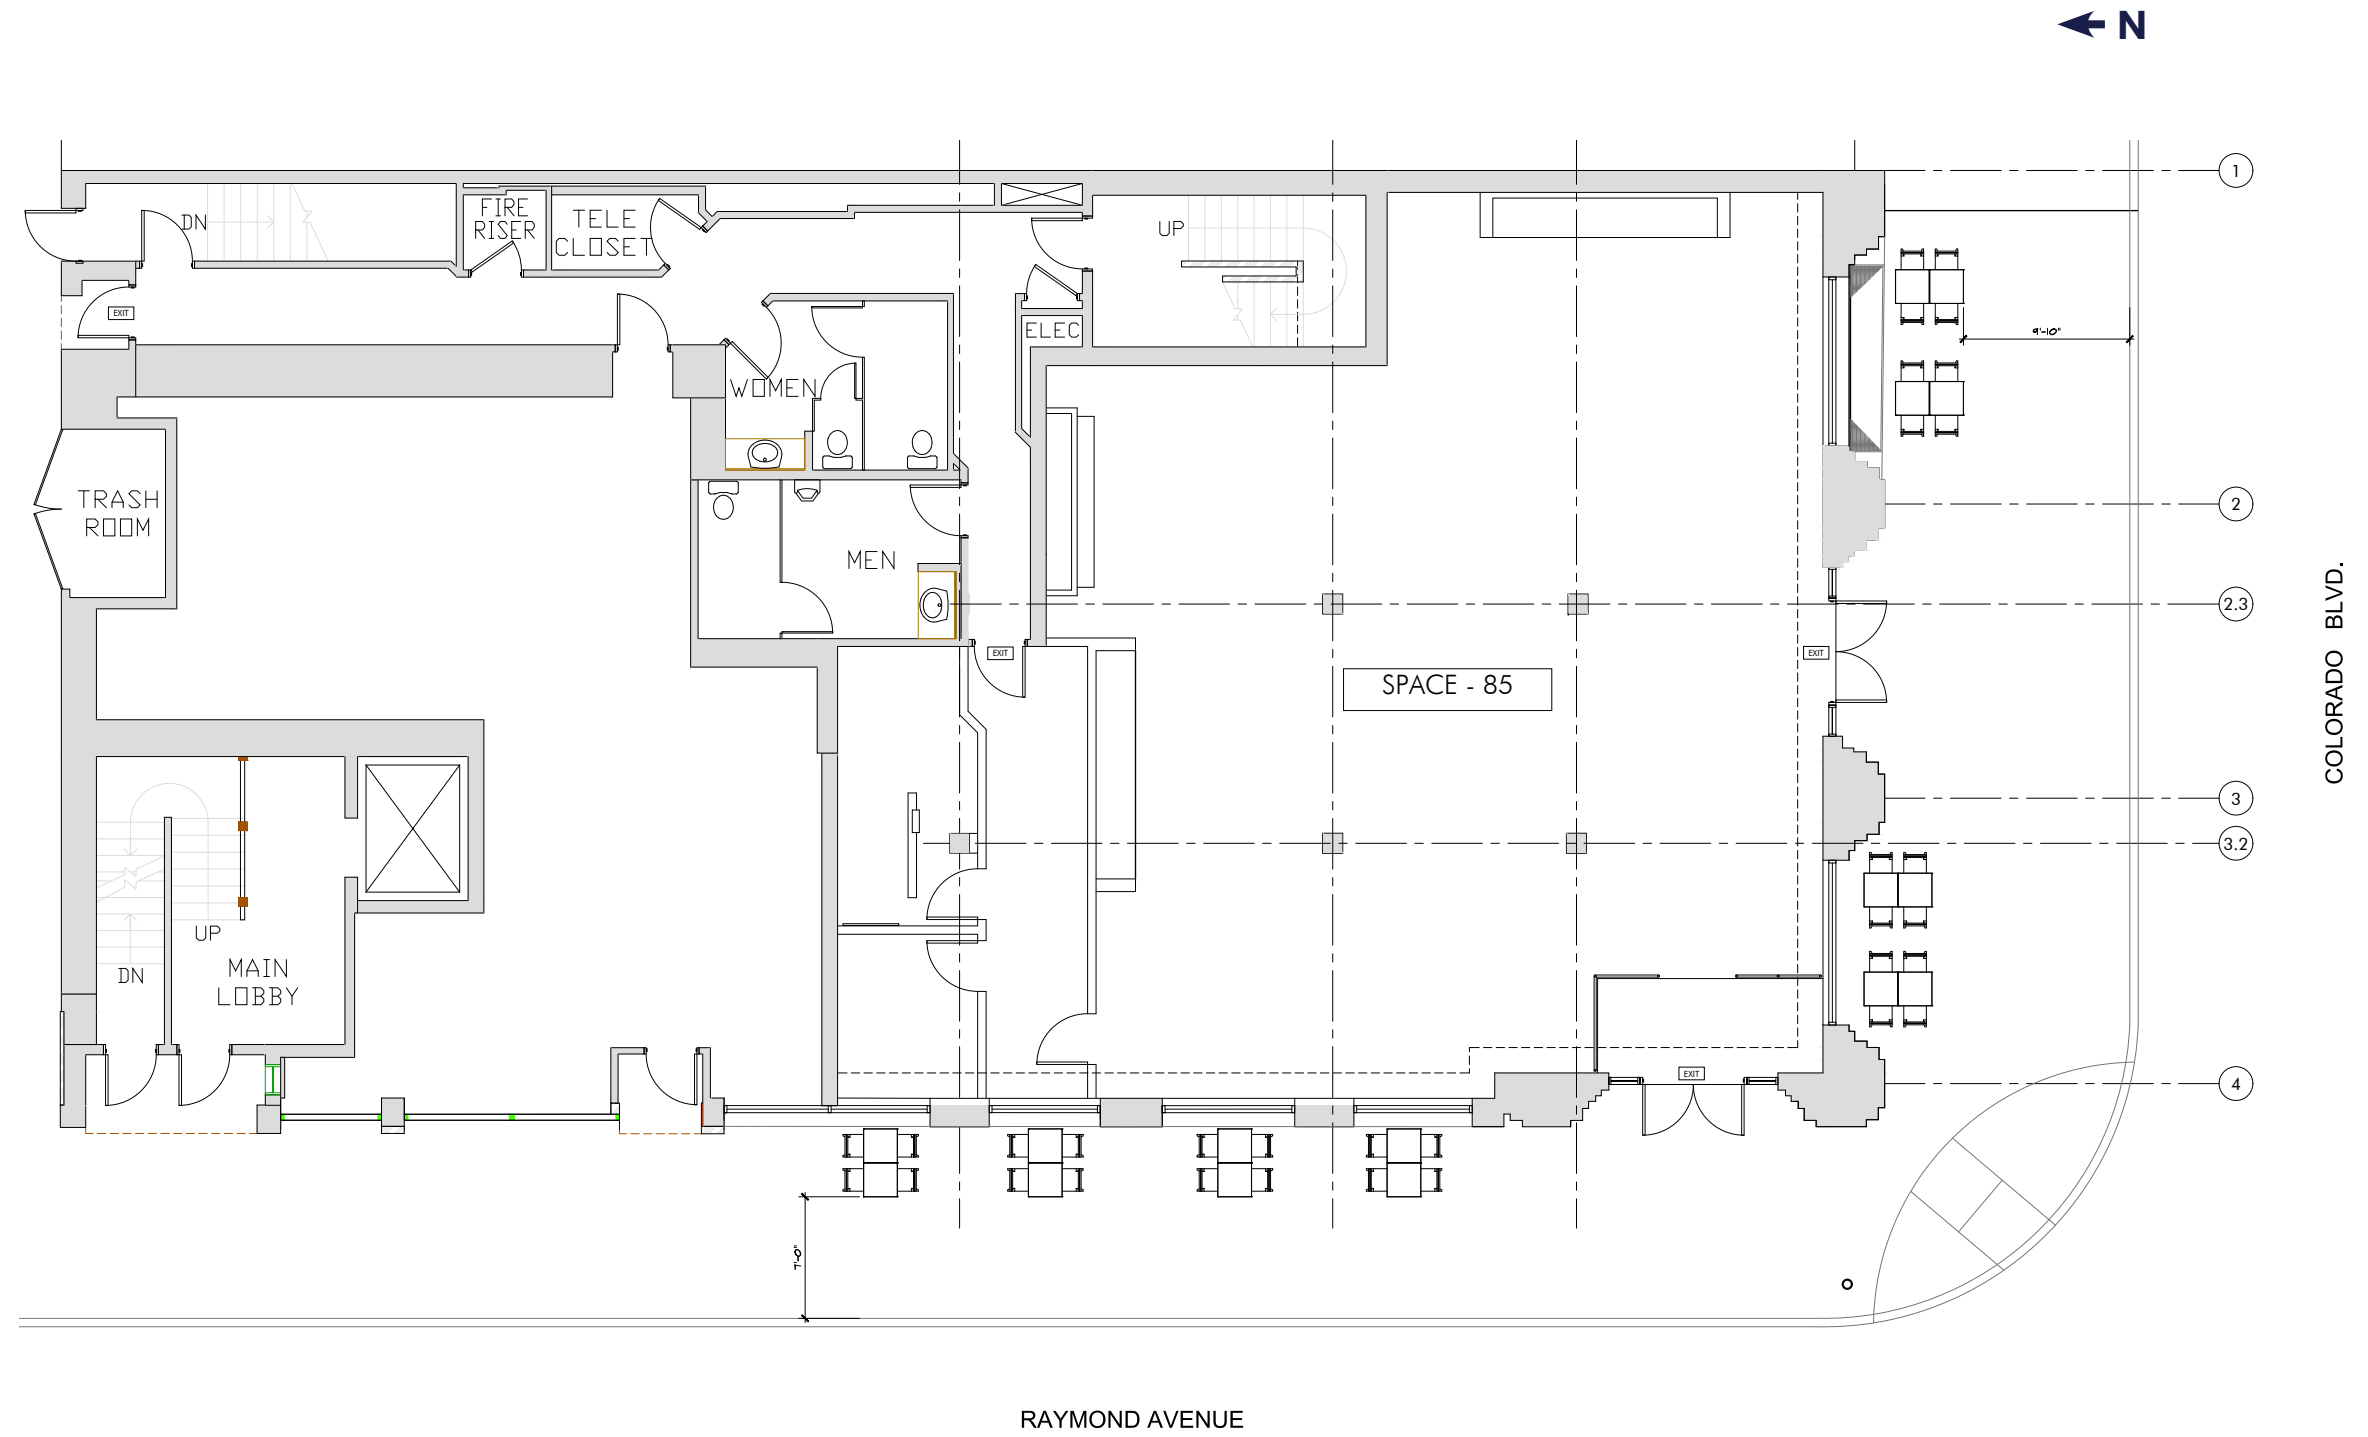 N
1
DN
FIRE
RISER
TELE
CLOSET
UP
EXIT
ELEC
9'-10"
WOMEN
TRASH
ROOM
2
MEN
2.3
EXIT
EXIT
SPACE - 85
COLORADO BLVD.
3
3.2
UP
DN
MAIN
LOBBY
EXIT
4
7'-0"
RAYMOND AVENUE